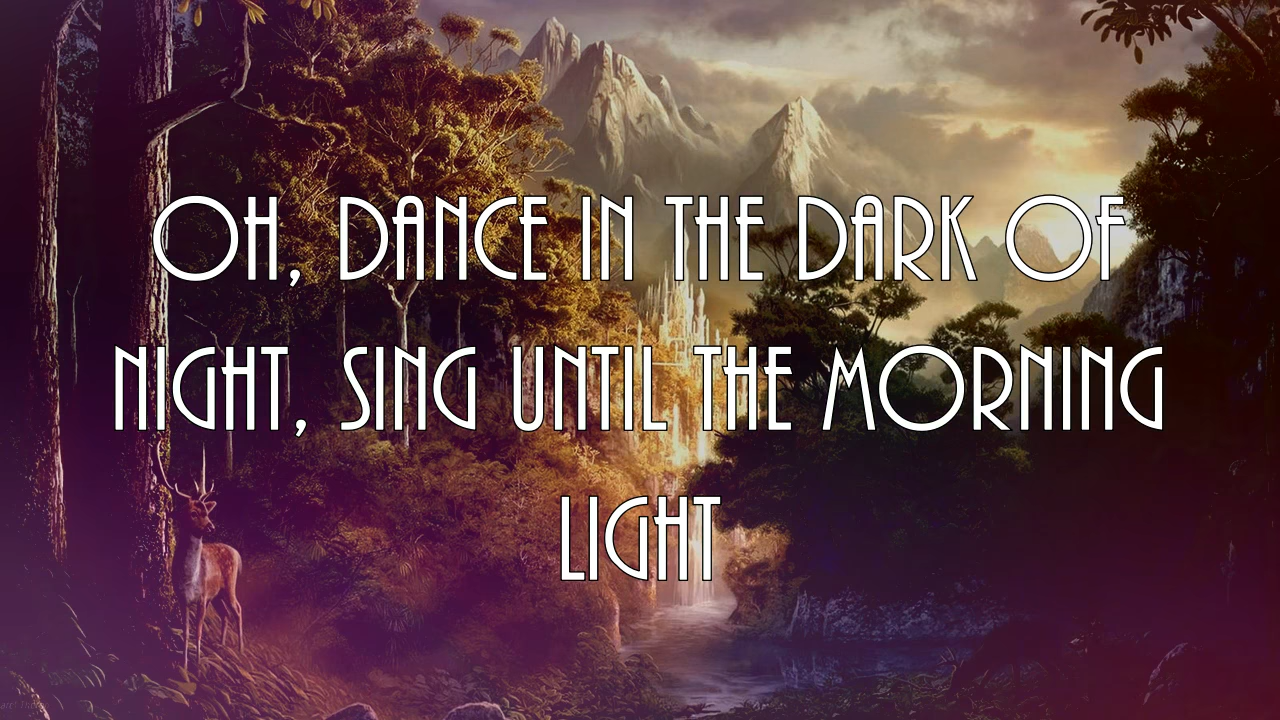 OH, DANCE IN THE DARK OF
NIGHT, SING UNTIL THE MORNING
LIGHT